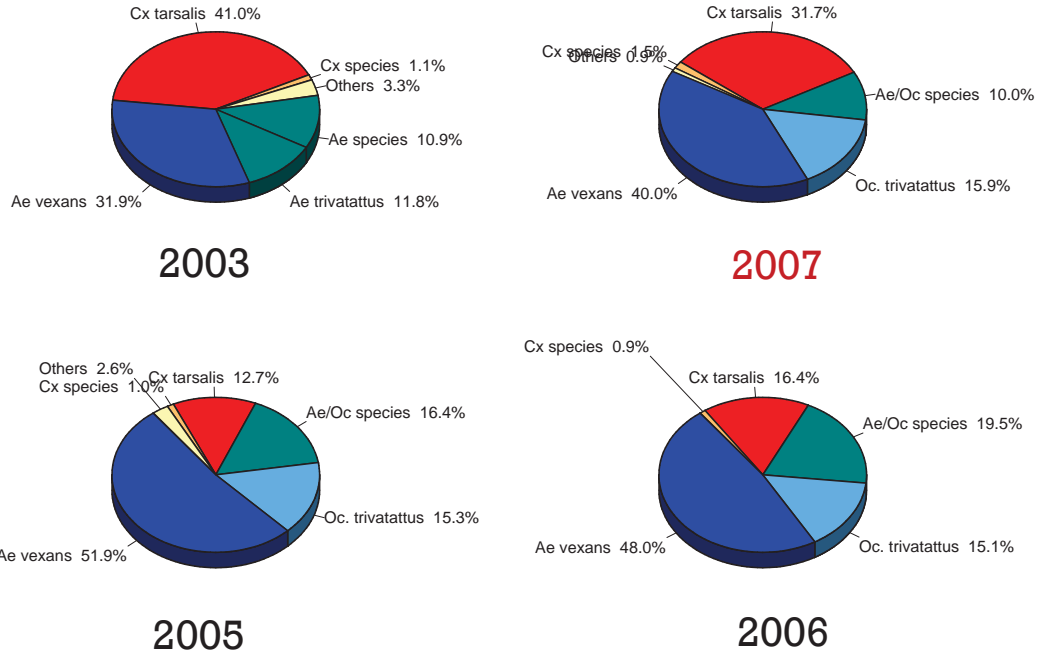 Cx tarsalis 41.0%
Cx species 1.1%
Others 3.3%
Ae species 10.9%
Ae trivatattus 11.8%
Ae vexans 31.9%
2003
Cx tarsalis 31.7%
Cx species 1.5%
Others 0.9%
Ae/Oc species 10.0%
Oc. trivatattus 15.9%
Ae vexans 40.0%
2007
Others 2.6%
Cx species 1.0%
Cx tarsalis 12.7%
Ae/Oc species 16.4%
Oc. trivatattus 15.3%
Ae vexans 51.9%
2005
Cx species 0.9%
Cx tarsalis 16.4%
Ae/Oc species 19.5%
Oc. trivatattus 15.1%
Ae vexans 48.0%
2006